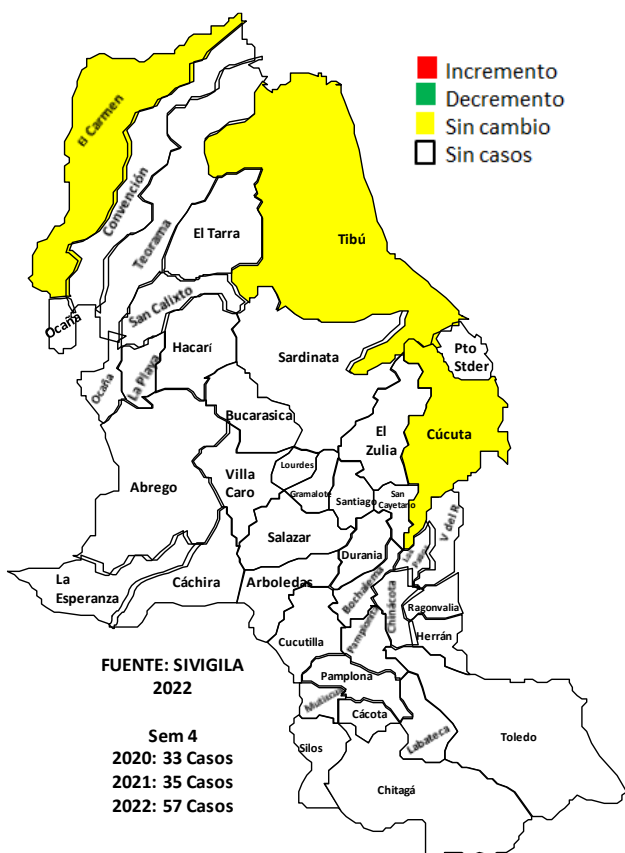 Incremento
Decremento
Sin cambio
Sin casos
El Carmen
Convención
Teorama
El Tarra
Tibú
San Calixto
Ocaña
Hacarí
Sardinata
Pto
Stder
Ocaña
La Playa
Bucarasica
El
Zulia
Cúcuta
Abrego
Villa
Caro
Lourdes
Gramalote
Santiago
San
Cayetano
V del R
Salazar
Durania
Los
La
Esperanza
Cáchira
Arboledas
Bochalema
Chinácota
Ragonvalia
Cucutilla
Pamplonita
Herrán
FUENTE: SIVIGILA
2022
Pamplona
Mutiscua
Cácota
Toledo
Silos
Labateca
Chitagá
Sem 4
2020: 33 Casos
2021: 35 Casos
2022: 57 Casos